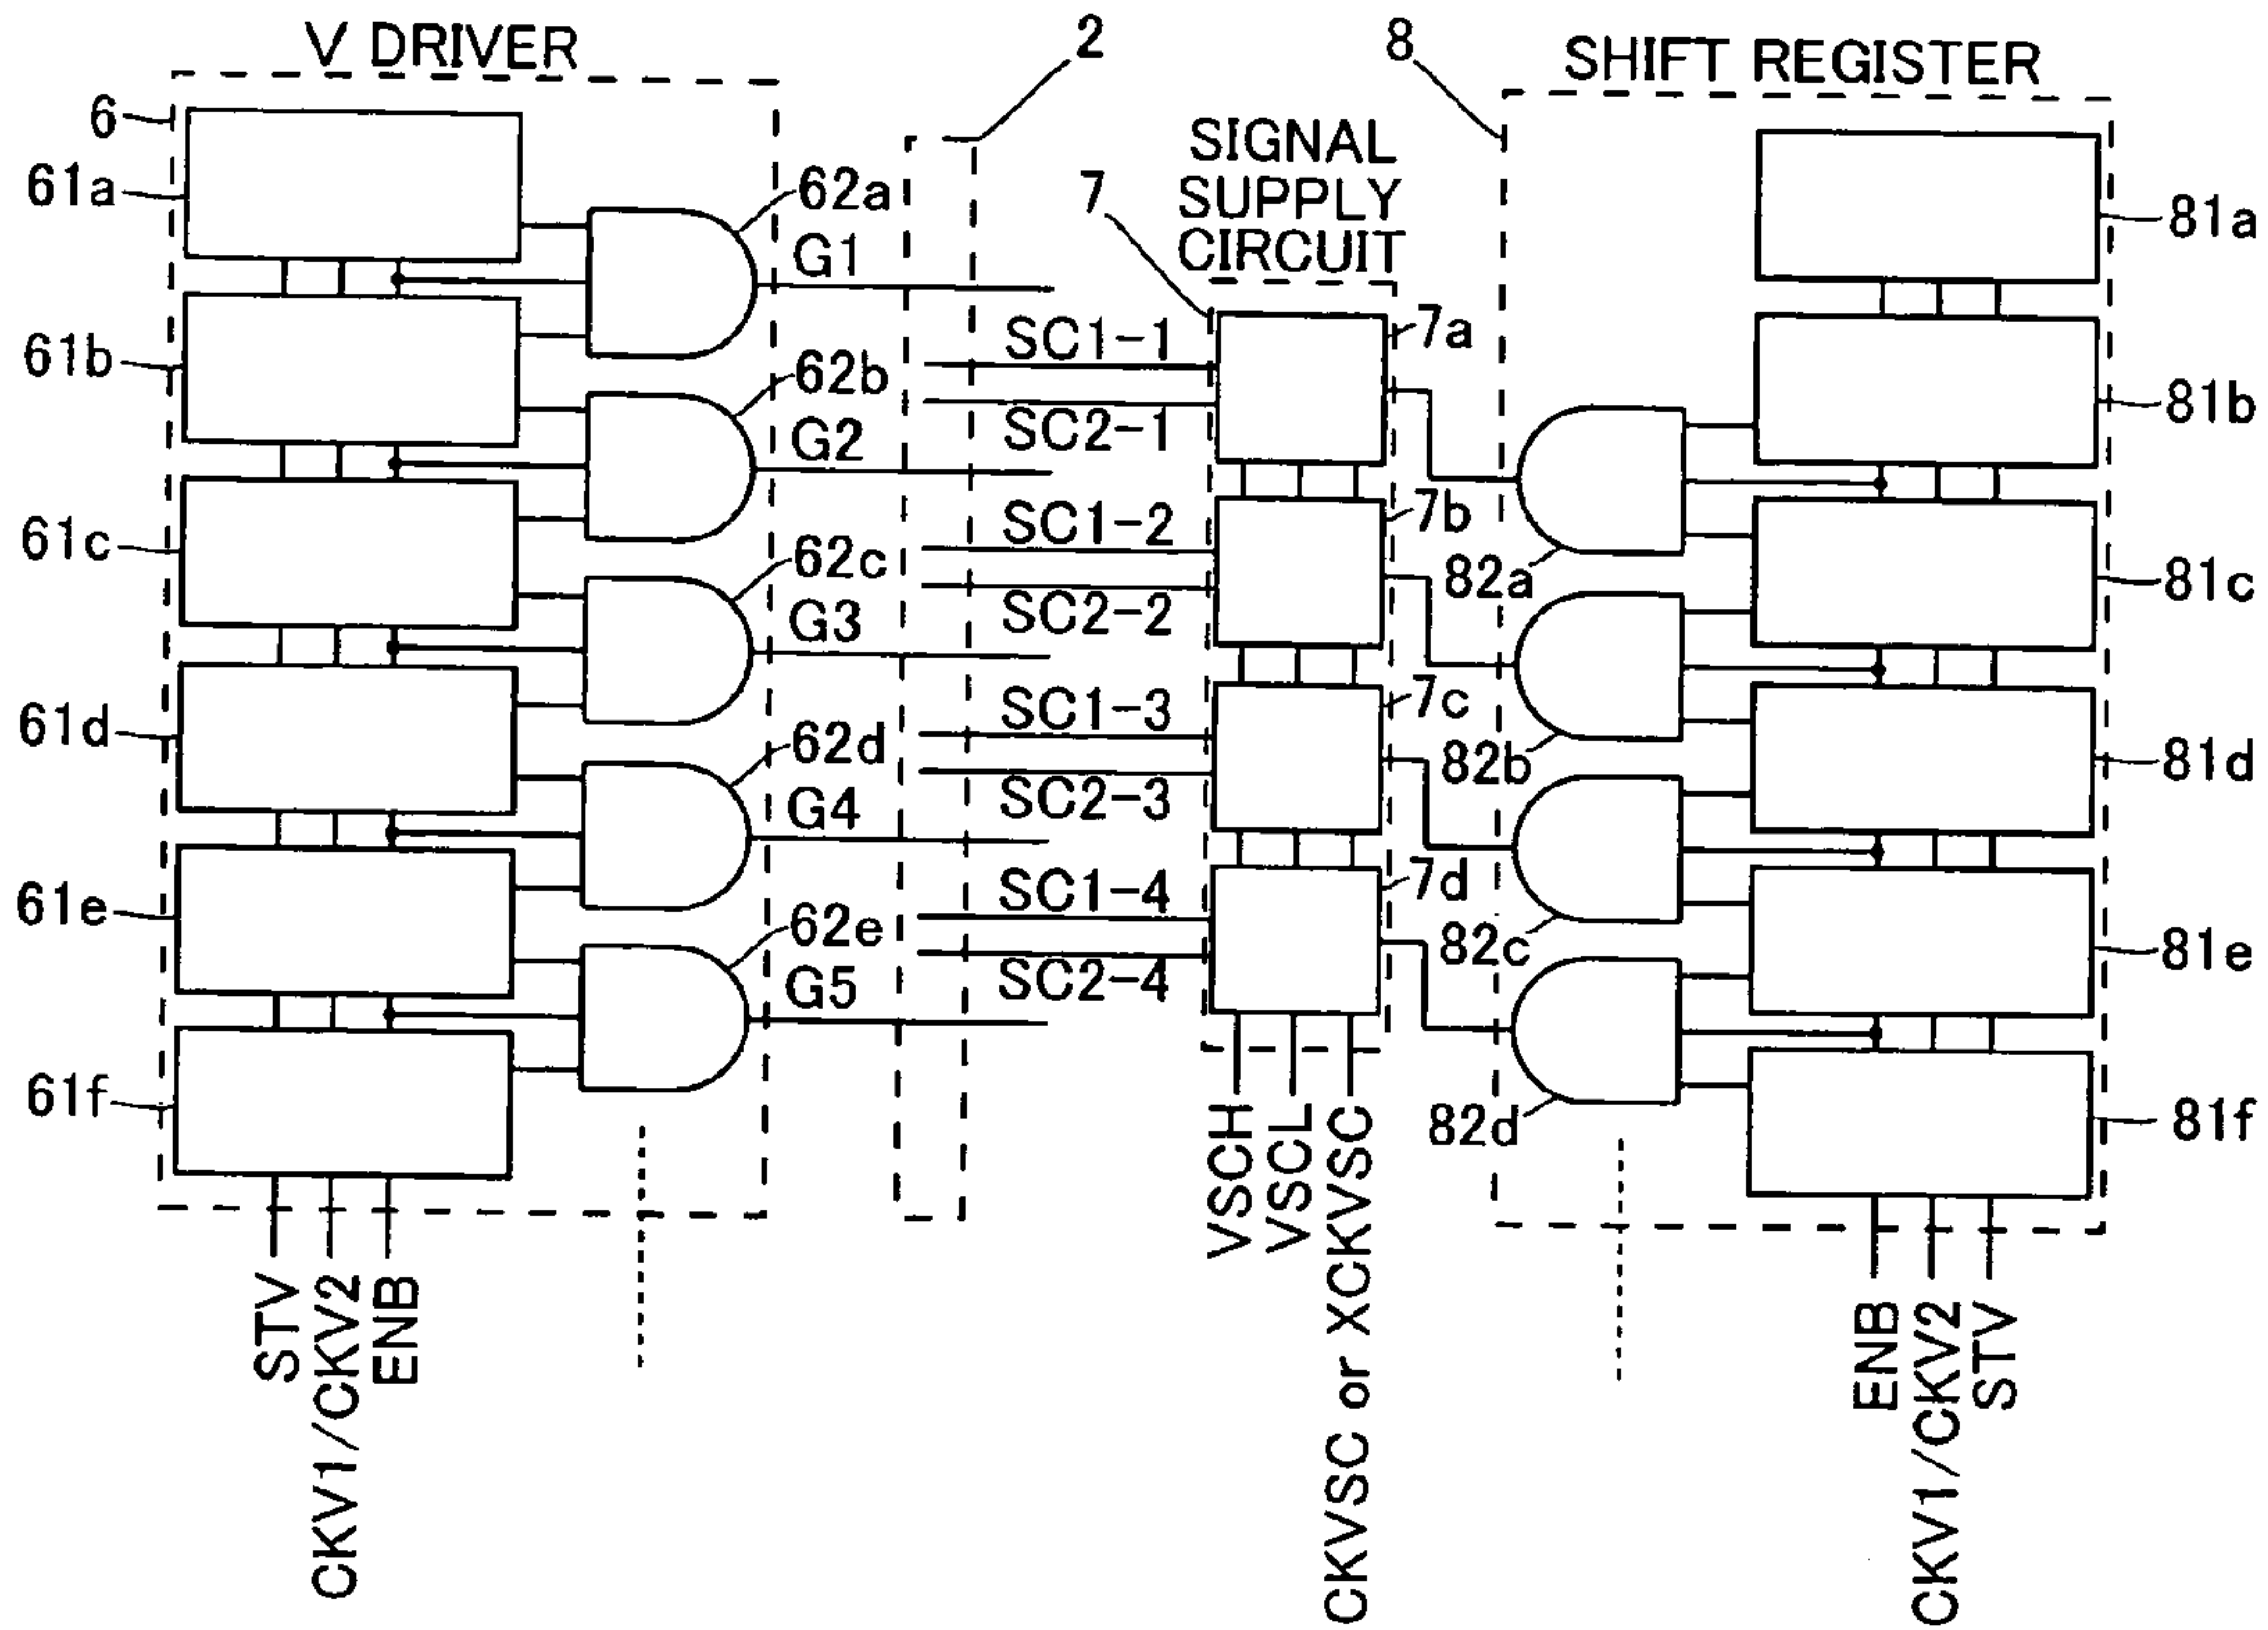 V DRIVER
2
8
SHIFT REGISTER
6
61a
62a
G1
SIGNAL
SUPPLY
CIRCUIT
7
81a
61b
62b
G2
SC1-1
SC2-1
7a
81b
61c
62c
G3
SC1-2
SC2-2
7b
82a
81c
61d
62d
G4
SC1-3
SC2-3
7c
82b
81d
61e
62e
G5
SC1-4
SC2-4
7d
82c
81e
61f
82d
81f
STV
CKV1/CKV2
ENB
VSCH
VSCL
CKVSC or XCKVSC
ENB
CKV1/CKV2
STV